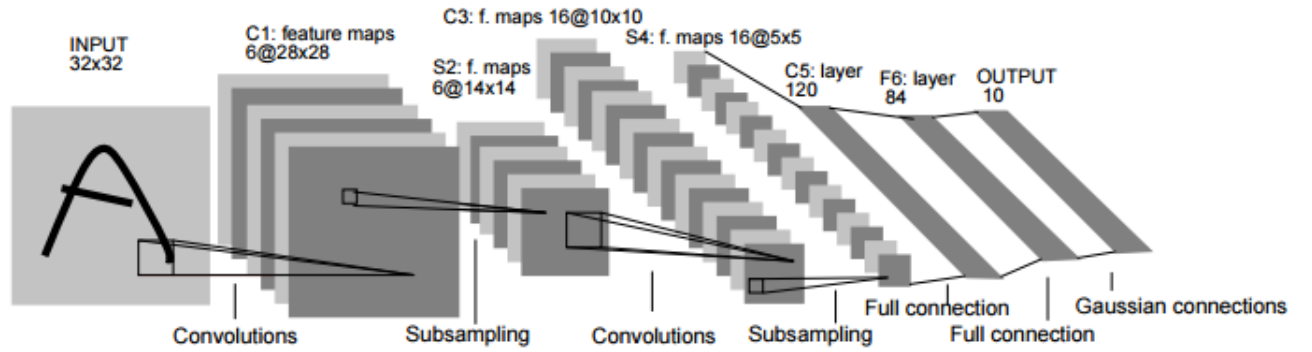 INPUT
32x32
C1: feature maps
6@28x28
S2: f. maps
6@14x14
C3: f. maps 16@10x10
S4: f. maps 16@5x5
C5: layer
120
F6: layer
84
OUTPUT
10
Convolutions
Subsampling
Convolutions
Subsampling
Full connection
Full connection
Gaussian connections